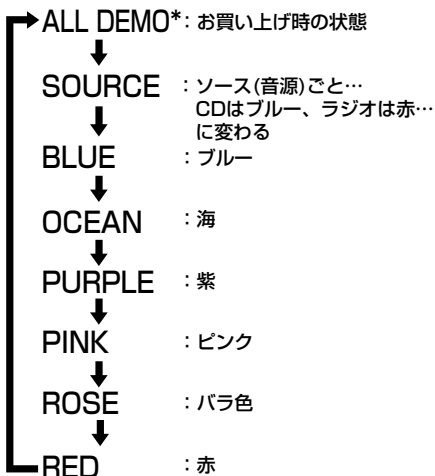 ALL DEMO*：お買い上げ時の状態
SOURCE ：ソース(音源)ごと…
CDはブルー、ラジオは赤…
に変わる
BLUE ：ブルー
OCEAN ：海
PURPLE ：紫
PINK ：ピンク
ROSE ：バラ色
RED ：赤